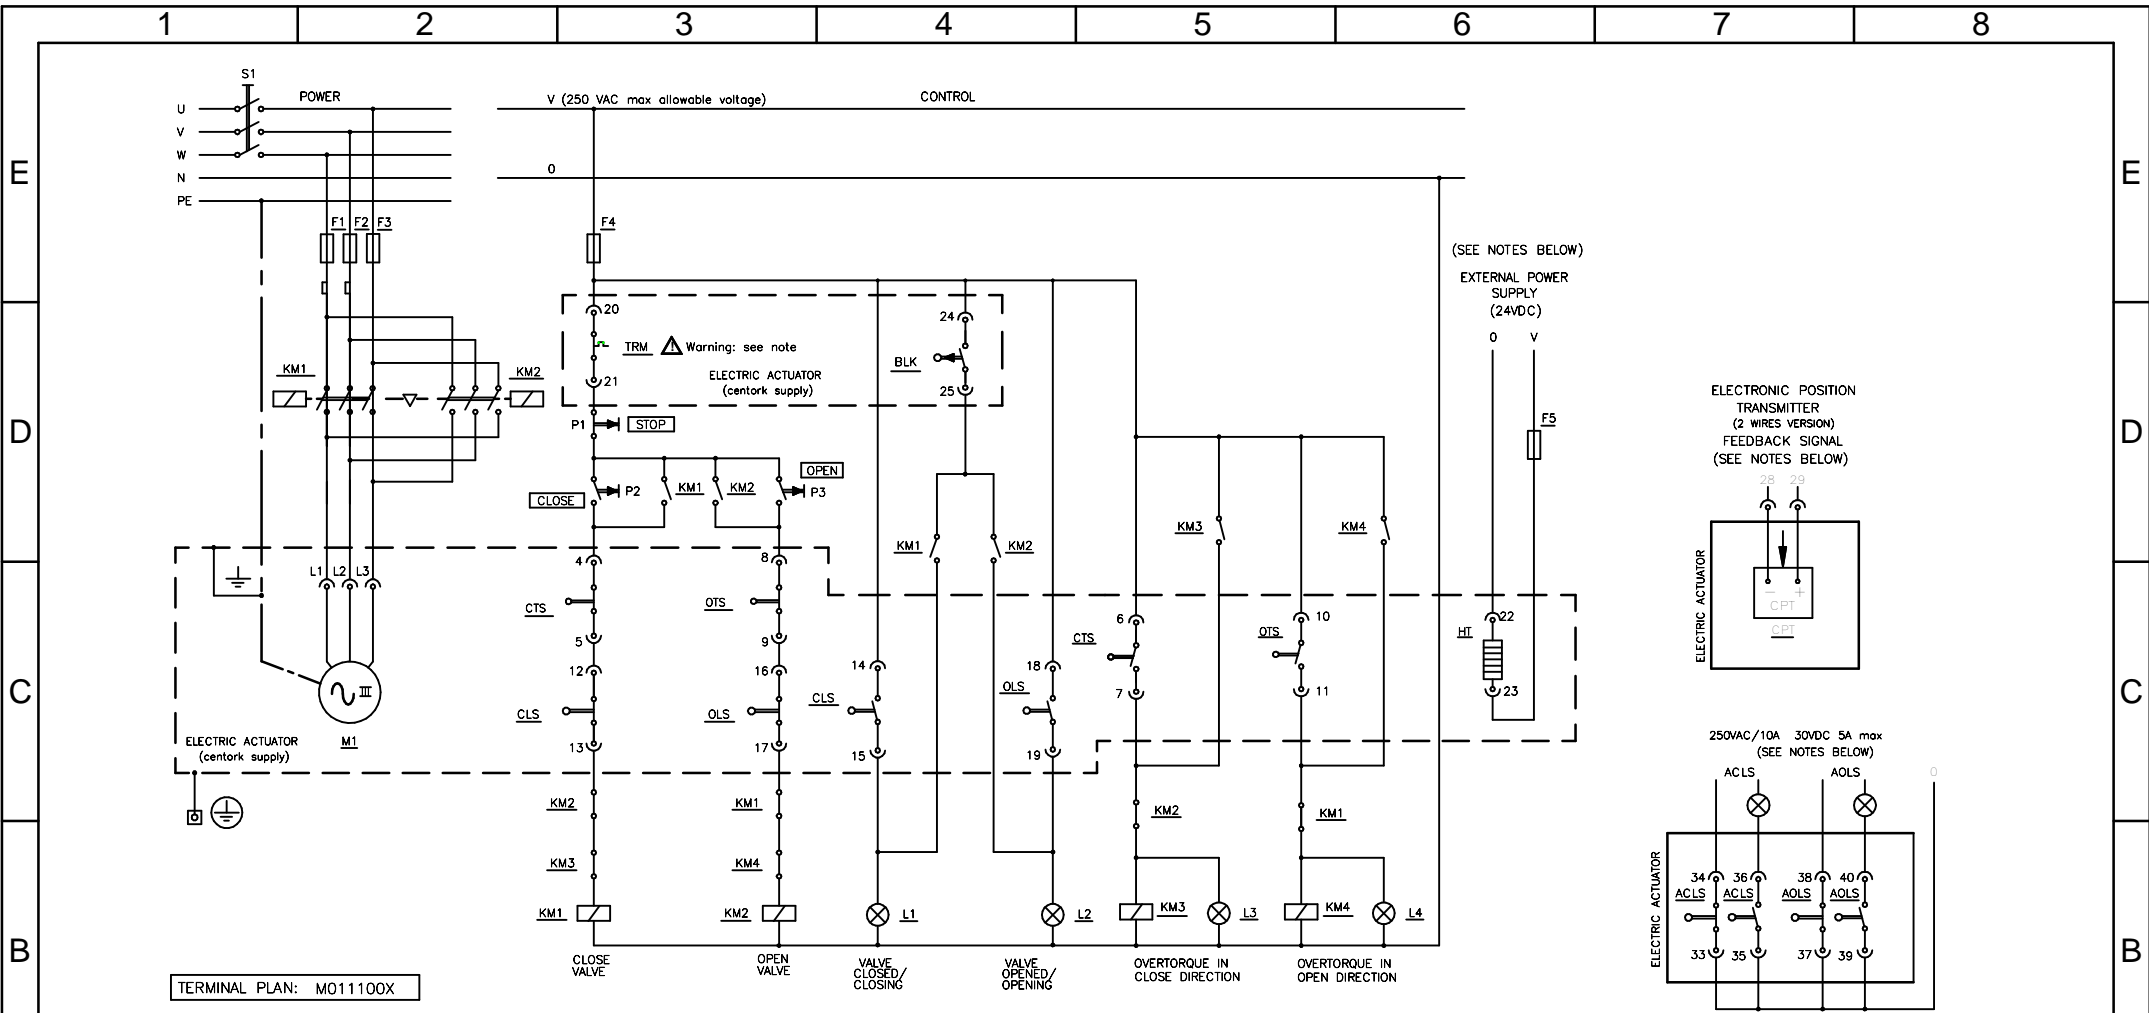 1 2 3 4 5 6 7 8
S1
POWER
V (250 VAC max allowable voltage)
CONTROL
U
V
W
N
PE
0
E E
F1 F2 F3
F4
(SEE NOTES BELOW)
EXTERNAL POWER
SUPPLY
(24VDC)
0 V
20
TRM
Warning: see note
24
BLK
21
ELECTRIC ACTUATOR
(centork supply)
25
KM1
KM2
P1
STOP
F5
ELECTRONIC POSITION
TRANSMITTER
(2 WIRES VERSION)
FEEDBACK SIGNAL
(SEE NOTES BELOW)
28 29
D D
CLOSE
P2
KM1
KM2
OPEN
P3
KM1
KM2
KM3
KM4
ELECTRIC ACTUATOR
- +
CPT
CPT
L1 L2 L3
4
8
CTS
OTS
5
9
12
16
CLS
OLS
13
17
14
CLS
15
18
OLS
19
6
CTS
7
10
OTS
11
HT
22
23
C C
ELECTRIC ACTUATOR
(centork supply)
III
M1
250VAC/10A 30VDC 5A max
(SEE NOTES BELOW)
ACLS
AOLS
0
KM2
KM1
KM2
KM1
KM3
KM4
KM1
KM2
L1
L2
KM3
L3
KM4
L4
ELECTRIC ACTUATOR
34 36 38 40
ACLS ACLS AOLS AOLS
33 35 37 39
B B
CLOSE
VALVE
OPEN
VALVE
VALVE
CLOSED/
CLOSING
VALVE
OPENED/
OPENING
OVERTORQUE IN
CLOSE DIRECTION
OVERTORQUE IN
OPEN DIRECTION
TERMINAL PLAN: M011100X